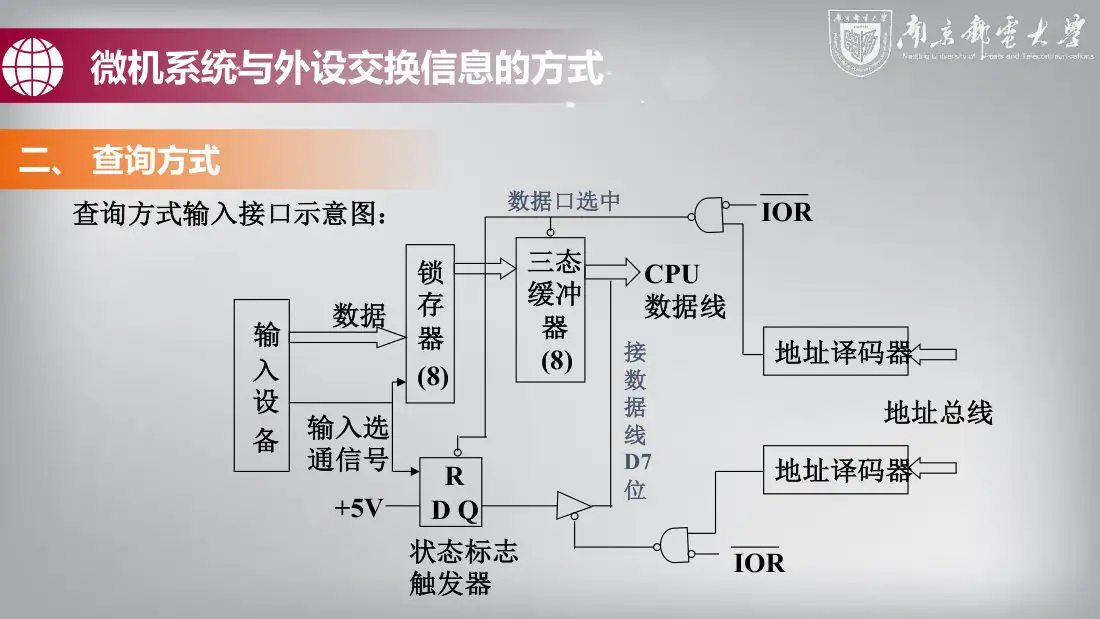 南京邮电大学
微机系统与外设交换信息的方式
二、 查询方式
查询方式输入接口示意图：
数据口选中
IOR
锁存器(8)
三态缓冲器(8)
CPU
数据线
数据
输入设备
地址译码器
接数据线D7位
地址总线
输入选
通信号
地址译码器
R
+5V
D Q
状态标志
触发器
IOR